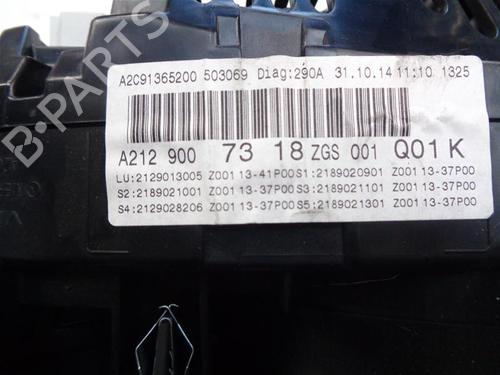 B-PARTS
A2C91365200 503069 Diag:290A 31.10.14 11:10 1325
A212 900 73 18 ZGS 001 Q01 K
LU:2129013005 Z001 13-41P00 S1:2189020901 Z001 13-37P00
S2:2189021001 Z001 13-37P00 S3:2189021101 Z001 13-37P00
S4:2129028206 Z001 13-37P00 S5:2189021301 Z001 13-37P00